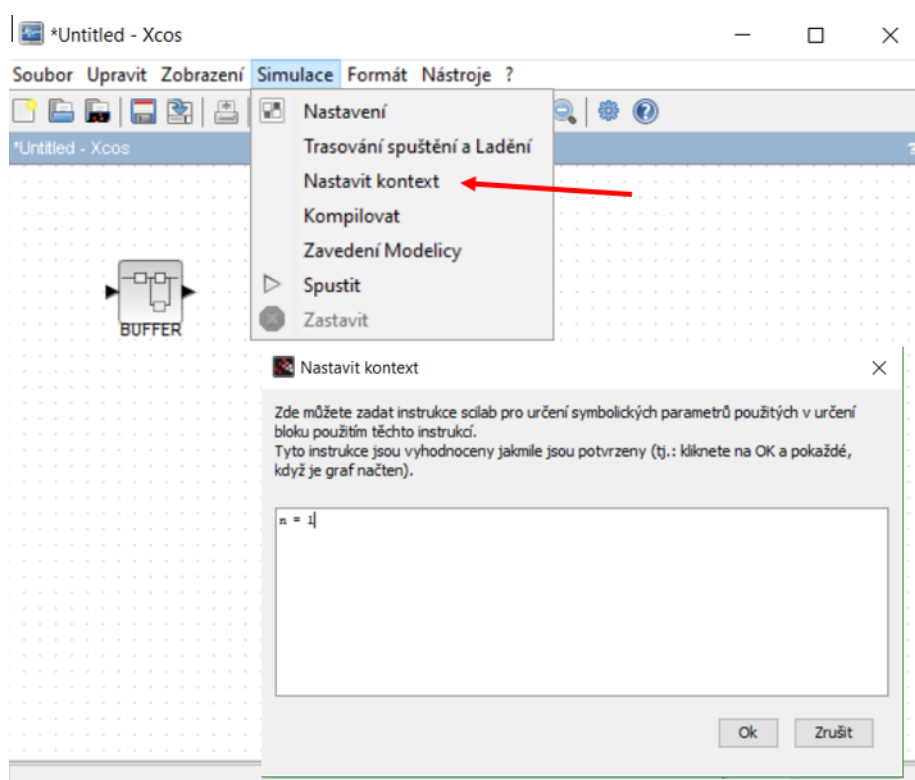 *Untitled - Xcos
Soubor Upravit Zobrazení Simulace Formát Nástroje ?
*Untitled - Xcos ?
Nastavení
Trasování spuštění a Ladění
Nastavit kontext
Kompilovat
Zavedení Modelicy
Spustit
Zastavit
BUFFER
Nastavit kontext
Zde můžete zadat instrukce scilab pro určení symbolických parametrů použitých v určení
bloku použitím těchto instrukcí.
Tyto instrukce jsou vyhodnoceny jakmile jsou potvrzeny (tj.: kliknete na OK a pokaždé,
když je graf načten).
n = 1
Ok Zrušit